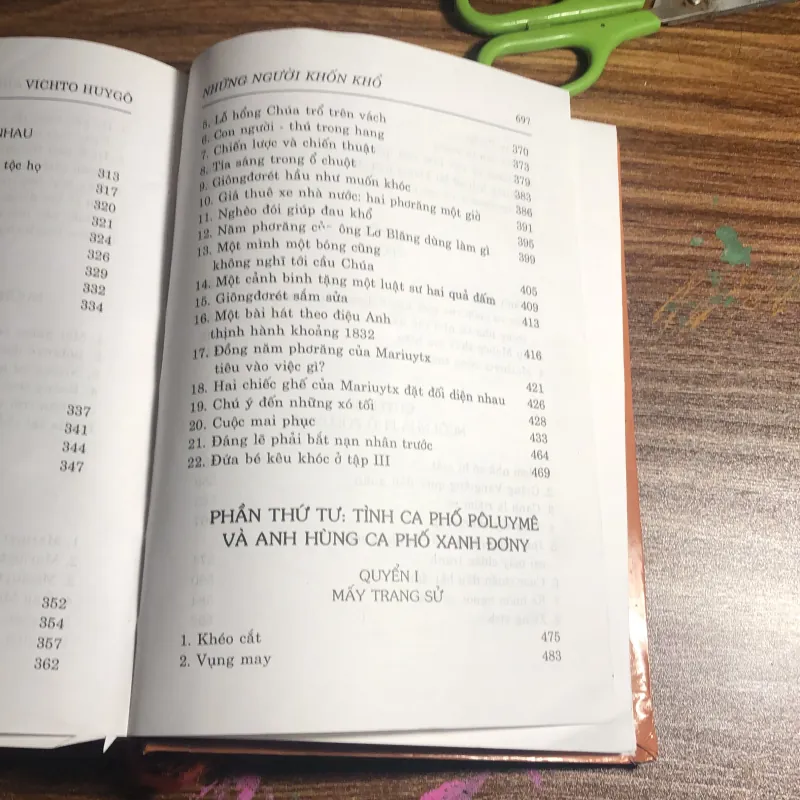 VICHTO HUYGÔ
NHAU
tộc họ
313
317
320
321
324
326
329
332
334
337
341
344
347
352
354
357
362
NHỮNG NGƯỜI KHỐN KHỔ
697
5. Lỗ hổng Chúa trổ trên vách 370
6. Con người - thú trong hang 373
7. Chiến lược và chiến thuật 379
8. Tia sáng trong ổ chuột 383
9. Giôngđơrét hầu như muốn khóc 386
10. Giá thuê xe nhà nước: hai phơrăng một giờ 391
11. Nghèo đói giúp đau khổ 395
12. Năm phơrăng của ông Lơ Blăng dùng làm gì 399
13. Một mình một bóng cũng
không nghĩ tới cầu Chúa 405
14. Một cảnh binh tặng một luật sư hai quả đấm 409
15. Giôngđơrét sắm sửa 413
16. Một bài hát theo điệu Anh
thịnh hành khoảng 1832 416
17. Đồng năm phơrăng của Mariuytx
tiêu vào việc gì? 421
18. Hai chiếc ghế của Mariuytx đặt đối diện nhau 426
19. Chú ý đến những xó tối 428
20. Cuộc mai phục 433
21. Đáng lẽ phải bắt nạn nhân trước 464
22. Đứa bé kêu khóc ở tập III 469
PHẦN THỨ TƯ: TÌNH CA PHỐ PÔLUYMÊ
VÀ ANH HÙNG CA PHỐ XANH ĐƠNY
QUYỂN I
MẤY TRANG SỬ
1. Khéo cắt 475
2. Vụng may 483